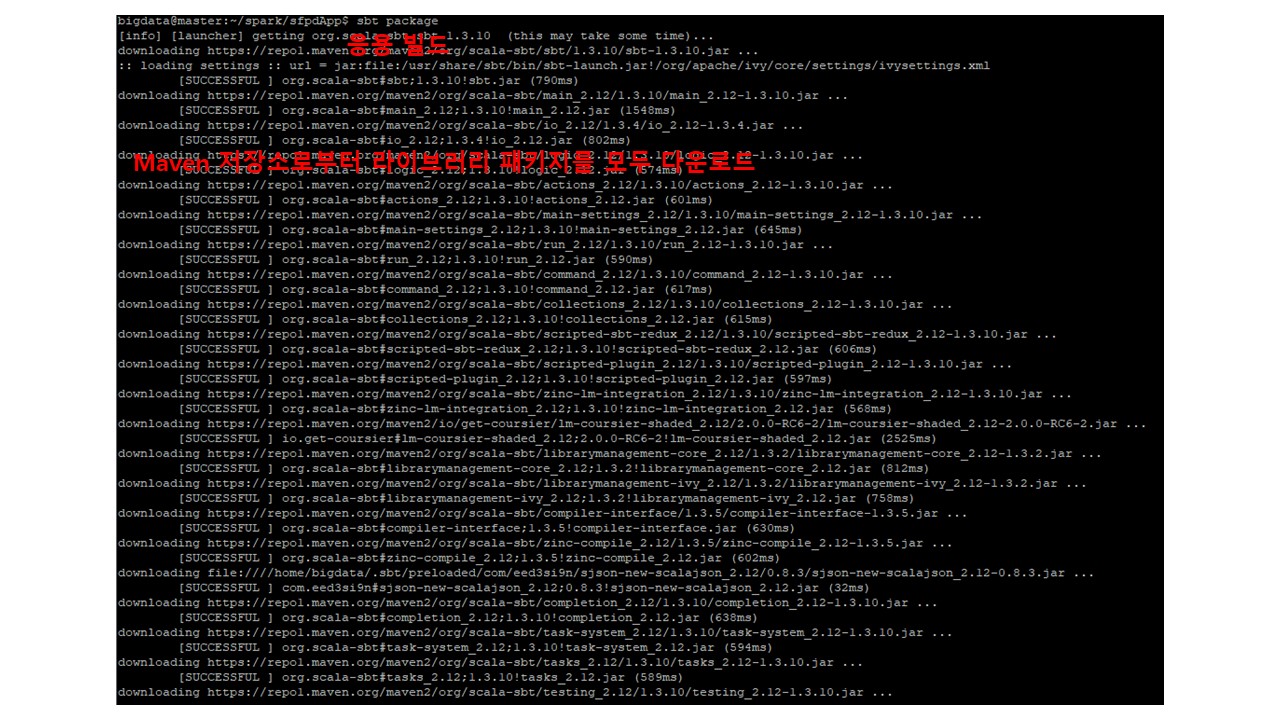 bigdata@master:~/spark/sfpdApp$ sbt package
[info] [launcher] getting org.scala-sbt sbt 1.3.10 (this may take some time)...
응용 빌드
downloading https://repo1.maven.org/maven2/org/scala-sbt/sbt/1.3.10/sbt-1.3.10.jar ...
:: loading settings :: url = jar:file:/usr/share/sbt/bin/sbt-launch.jar!/org/apache/ivy/core/settings/ivysettings.xml
[SUCCESSFUL ] org.scala-sbt#sbt;1.3.10!sbt.jar (790ms)
downloading https://repo1.maven.org/maven2/org/scala-sbt/main_2.12/1.3.10/main_2.12-1.3.10.jar ...
[SUCCESSFUL ] org.scala-sbt#main_2.12;1.3.10!main_2.12.jar (1548ms)
downloading https://repo1.maven.org/maven2/org/scala-sbt/io_2.12/1.3.4/io_2.12-1.3.4.jar ...
[SUCCESSFUL ] org.scala-sbt#io_2.12;1.3.4!io_2.12.jar (802ms)
downloading https://repo1.maven.org/maven2/org/scala-sbt/logic_2.12/1.3.10/logic_2.12-1.3.10.jar ...
Maven 저장소로부터 라이브러리 패키지를 모두 다운로드
[SUCCESSFUL ] org.scala-sbt#logic_2.12;1.3.10!logic_2.12.jar (574ms)
downloading https://repo1.maven.org/maven2/org/scala-sbt/actions_2.12/1.3.10/actions_2.12-1.3.10.jar ...
[SUCCESSFUL ] org.scala-sbt#actions_2.12;1.3.10!actions_2.12.jar (601ms)
downloading https://repo1.maven.org/maven2/org/scala-sbt/main-settings_2.12/1.3.10/main-settings_2.12-1.3.10.jar ...
[SUCCESSFUL ] org.scala-sbt#main-settings_2.12;1.3.10!main-settings_2.12.jar (645ms)
downloading https://repo1.maven.org/maven2/org/scala-sbt/run_2.12/1.3.10/run_2.12-1.3.10.jar ...
[SUCCESSFUL ] org.scala-sbt#run_2.12;1.3.10!run_2.12.jar (590ms)
downloading https://repo1.maven.org/maven2/org/scala-sbt/command_2.12/1.3.10/command_2.12-1.3.10.jar ...
[SUCCESSFUL ] org.scala-sbt#command_2.12;1.3.10!command_2.12.jar (617ms)
downloading https://repo1.maven.org/maven2/org/scala-sbt/collections_2.12/1.3.10/collections_2.12-1.3.10.jar ...
[SUCCESSFUL ] org.scala-sbt#collections_2.12;1.3.10!collections_2.12.jar (615ms)
downloading https://repo1.maven.org/maven2/org/scala-sbt/scripted-sbt-redux_2.12/1.3.10/scripted-sbt-redux_2.12-1.3.10.jar ...
[SUCCESSFUL ] org.scala-sbt#scripted-sbt-redux_2.12;1.3.10!scripted-sbt-redux_2.12.jar (606ms)
downloading https://repo1.maven.org/maven2/org/scala-sbt/scripted-plugin_2.12/1.3.10/scripted-plugin_2.12-1.3.10.jar ...
[SUCCESSFUL ] org.scala-sbt#scripted-plugin_2.12;1.3.10!scripted-plugin_2.12.jar (597ms)
downloading https://repo1.maven.org/maven2/org/scala-sbt/zinc-lm-integration_2.12/1.3.10/zinc-lm-integration_2.12-1.3.10.jar ...
[SUCCESSFUL ] org.scala-sbt#zinc-lm-integration_2.12;1.3.10!zinc-lm-integration_2.12.jar (568ms)
downloading https://repo1.maven.org/maven2/io/get-coursier/lm-coursier-shaded_2.12/2.0.0-RC6-2/lm-coursier-shaded_2.12-2.0.0-RC6-2.jar ...
[SUCCESSFUL ] io.get-coursier#lm-coursier-shaded_2.12;2.0.0-RC6-2!lm-coursier-shaded_2.12.jar (2525ms)
downloading https://repo1.maven.org/maven2/org/scala-sbt/librarymanagement-core_2.12/1.3.2/librarymanagement-core_2.12-1.3.2.jar ...
[SUCCESSFUL ] org.scala-sbt#librarymanagement-core_2.12;1.3.2!librarymanagement-core_2.12.jar (812ms)
downloading https://repo1.maven.org/maven2/org/scala-sbt/librarymanagement-ivy_2.12/1.3.2/librarymanagement-ivy_2.12-1.3.2.jar ...
[SUCCESSFUL ] org.scala-sbt#librarymanagement-ivy_2.12;1.3.2!librarymanagement-ivy_2.12.jar (758ms)
downloading https://repo1.maven.org/maven2/org/scala-sbt/compiler-interface/1.3.5/compiler-interface-1.3.5.jar ...
[SUCCESSFUL ] org.scala-sbt#compiler-interface;1.3.5!compiler-interface.jar (630ms)
downloading https://repo1.maven.org/maven2/org/scala-sbt/zinc-compile_2.12/1.3.5/zinc-compile_2.12-1.3.5.jar ...
[SUCCESSFUL ] org.scala-sbt#zinc-compile_2.12;1.3.5!zinc-compile_2.12.jar (602ms)
downloading file:////home/bigdata/.sbt/preloaded/com/eed3si9n/sjson-new-scalajson_2.12/0.8.3/sjson-new-scalajson_2.12-0.8.3.jar ...
[SUCCESSFUL ] com.eed3si9n#sjson-new-scalajson_2.12;0.8.3!sjson-new-scalajson_2.12.jar (32ms)
downloading https://repo1.maven.org/maven2/org/scala-sbt/completion_2.12/1.3.10/completion_2.12-1.3.10.jar ...
[SUCCESSFUL ] org.scala-sbt#completion_2.12;1.3.10!completion_2.12.jar (638ms)
downloading https://repo1.maven.org/maven2/org/scala-sbt/task-system_2.12/1.3.10/task-system_2.12-1.3.10.jar ...
[SUCCESSFUL ] org.scala-sbt#task-system_2.12;1.3.10!task-system_2.12.jar (594ms)
downloading https://repo1.maven.org/maven2/org/scala-sbt/tasks_2.12/1.3.10/tasks_2.12-1.3.10.jar ...
[SUCCESSFUL ] org.scala-sbt#tasks_2.12;1.3.10!tasks_2.12.jar (589ms)
downloading https://repo1.maven.org/maven2/org/scala-sbt/testing_2.12/1.3.10/testing_2.12-1.3.10.jar ...